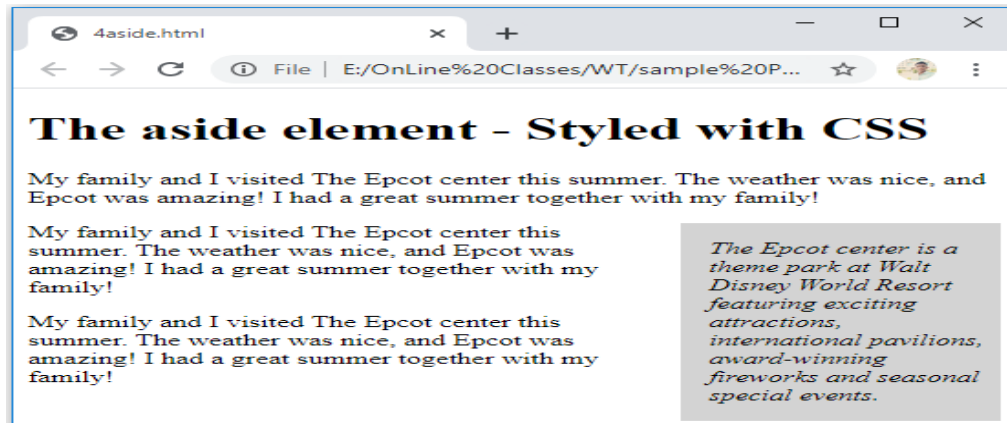 4aside.html
File | E:/OnLine%20Classes/WT/sample%20P...
The aside element - Styled with CSS
My family and I visited The Epcot center this summer. The weather was nice, and
Epcot was amazing! I had a great summer together with my family!
My family and I visited The Epcot center this
summer. The weather was nice, and Epcot was
amazing! I had a great summer together with my
family!
My family and I visited The Epcot center this
summer. The weather was nice, and Epcot was
amazing! I had a great summer together with my
family!
The Epcot center is a
theme park at Walt
Disney World Resort
featuring exciting
attractions,
international pavilions,
award-winning
fireworks and seasonal
special events.